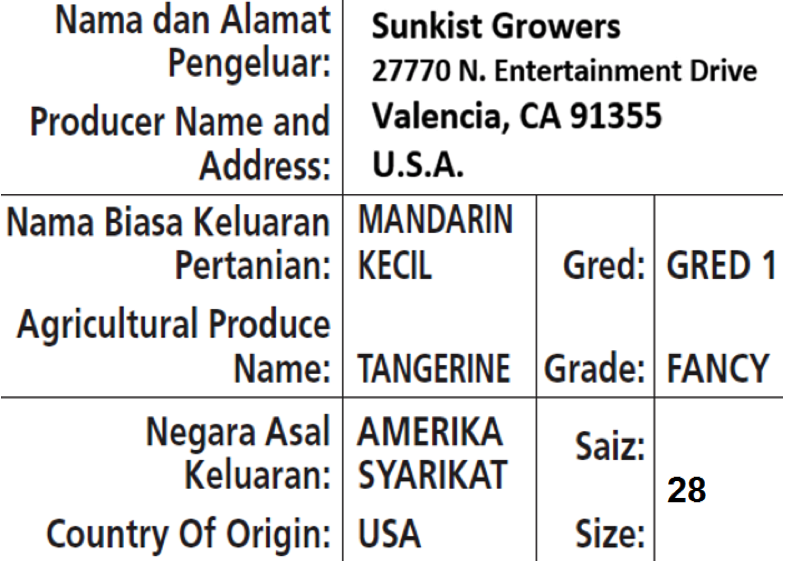 Nama dan Alamat
Pengeluar:
Producer Name and
Address:
Sunkist Growers
27770 N. Entertainment Drive
Valencia, CA 91355
U.S.A.
Nama Biasa Keluaran
Pertanian:
Agricultural Produce
Name:
MANDARIN
KECIL
TANGERINE
Gred:
Grade:
GRED 1
FANCY
Negara Asal
Keluaran:
Country Of Origin:
AMERIKA
SYARIKAT
USA
Saiz:
Size:
28